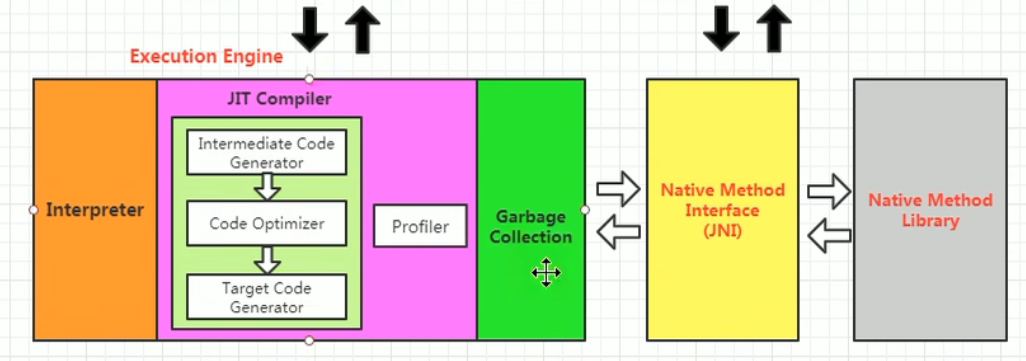 Execution Engine
JIT Compiler
Interpreter
Intermediate Code
Generator
Code Optimizer
Target Code
Generator
Profiler
Garbage
Collection
Native Method
Interface
(JNI)
Native Method
Library